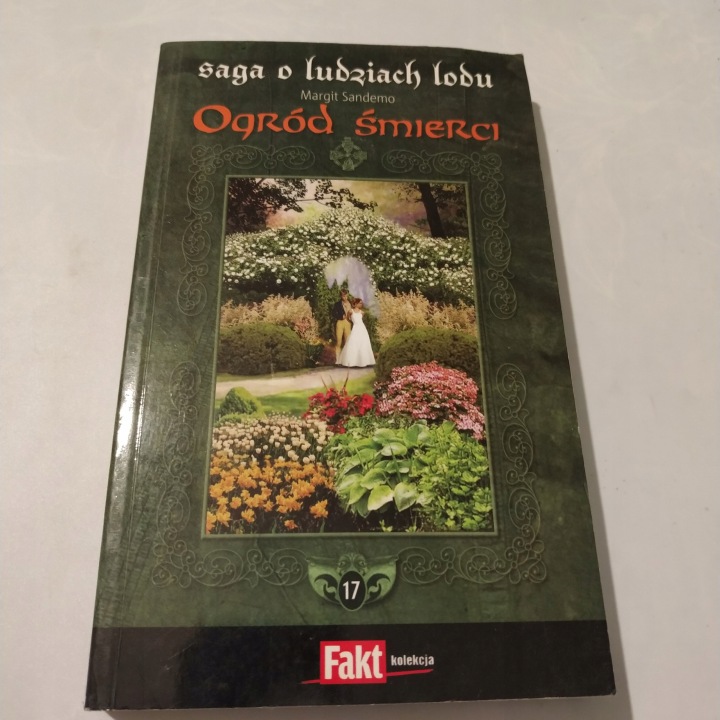 saga o ludziach lodu
Margit Sandemo
Ogród śmierci
17
Fakt kolekcja